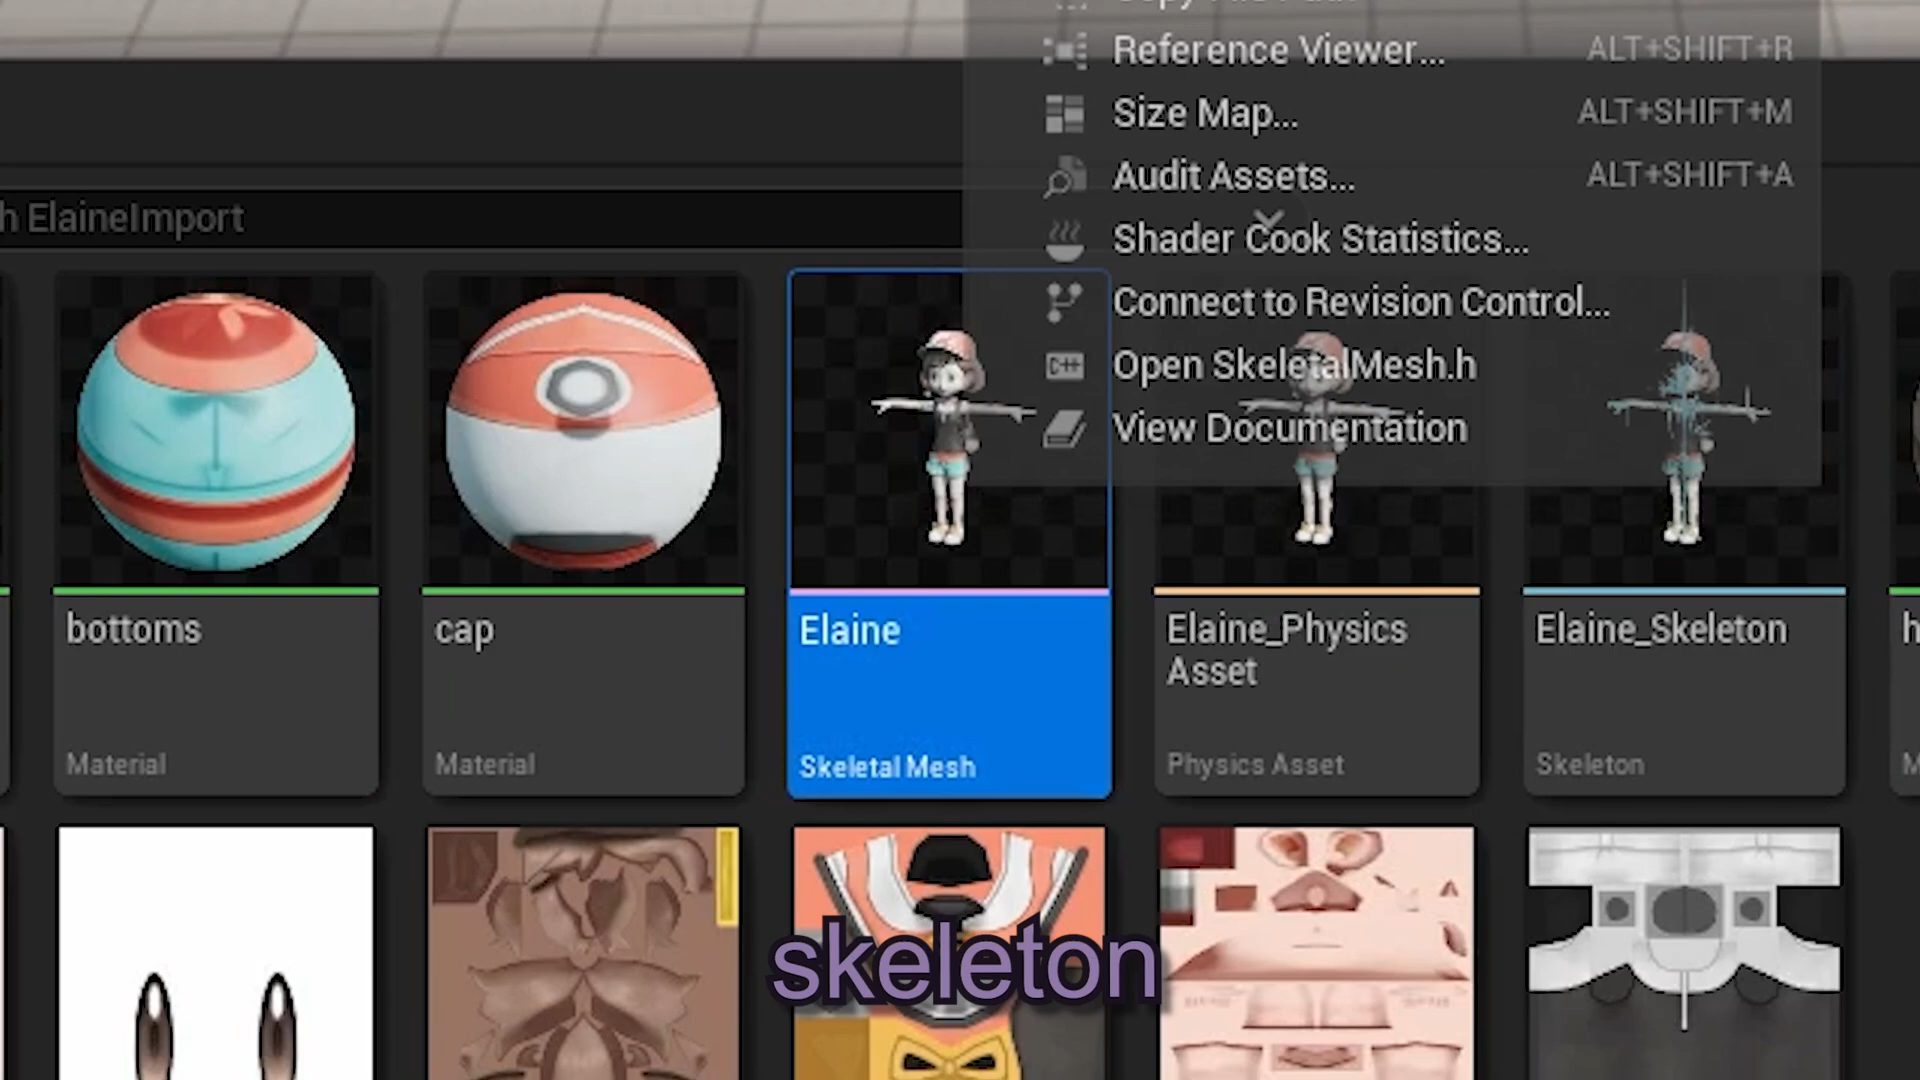 Reference Viewer... ALT+SHIFT+R
Size Map... ALT+SHIFT+M
Audit Assets... ALT+SHIFT+A
h ElaineImport
Shader Cook Statistics...
Connect to Revision Control...
C++ Open SkeletalMesh.h
View Documentation
bottoms
Material
cap
Material
Elaine
Skeletal Mesh
Elaine_Physics
Asset
Physics Asset
Elaine_Skeleton
Skeleton
h
M
skeleton